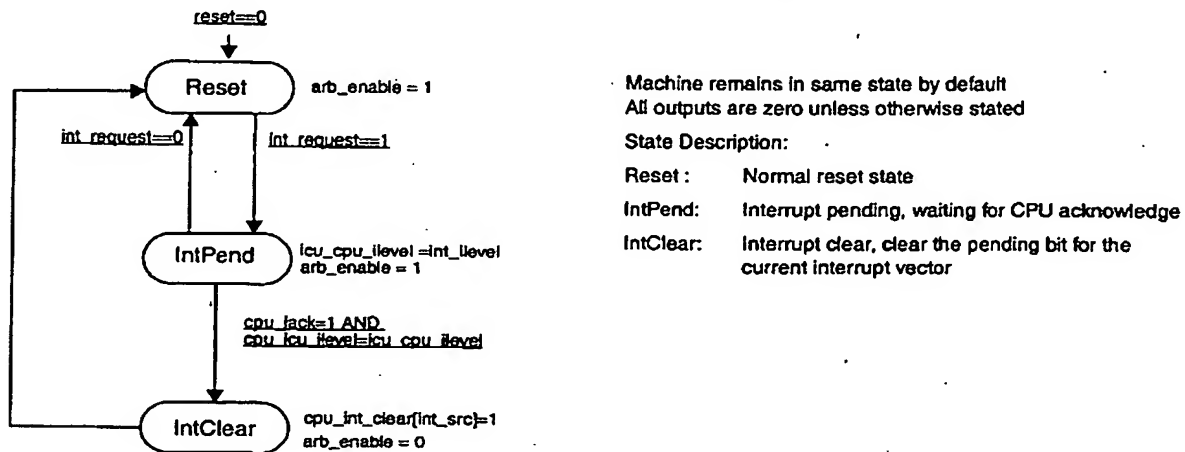 reset==0
Reset
arb_enable = 1
int_request==0
int_request==1
IntPend
icu_cpu_ilevel =int_ilevel
arb_enable = 1
cpu_iack=1 AND
cpu_icu_ilevel=icu_cpu_ilevel
IntClear
cpu_int_clear[int_src]=1
arb_enable = 0
Machine remains in same state by default
All outputs are zero unless otherwise stated
State Description:
Reset : Normal reset state
IntPend: Interrupt pending, waiting for CPU acknowledge
IntClear: Interrupt clear, clear the pending bit for the
current interrupt vector